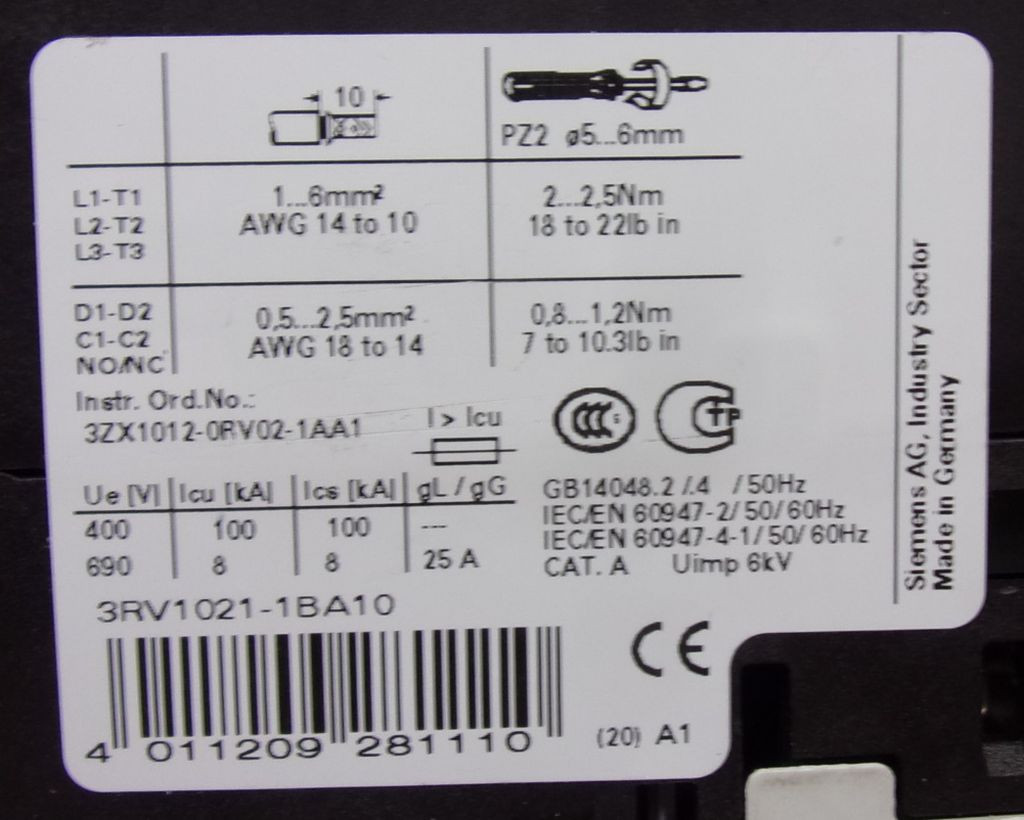 10
PZ2 ø5...6mm
L1-T1
L2-T2
L3-T3
1...6mm²
AWG 14 to 10
2...2,5Nm
18 to 22lb in
D1-D2
C1-C2
NO/NC
0,5...2,5mm²
AWG 18 to 14
0,8...1,2Nm
7 to 10.3lb in
Instr. Ord.No.:
3ZX1012-0RV02-1AA1
I > Icu
CCC S
CTP
Ue [V] Icu [kA] Ics [kA] gL / gG
400 100 100 ---
690 8 8 25 A
GB14048.2 /.4 / 50Hz
IEC/EN 60947-2/ 50/ 60Hz
IEC/EN 60947-4-1/ 50/ 60Hz
CAT. A Uimp 6kV
3RV1021-1BA10
4 011209 281110
CE
(20) A1
Siemens AG, Industry Sector
Made in Germany